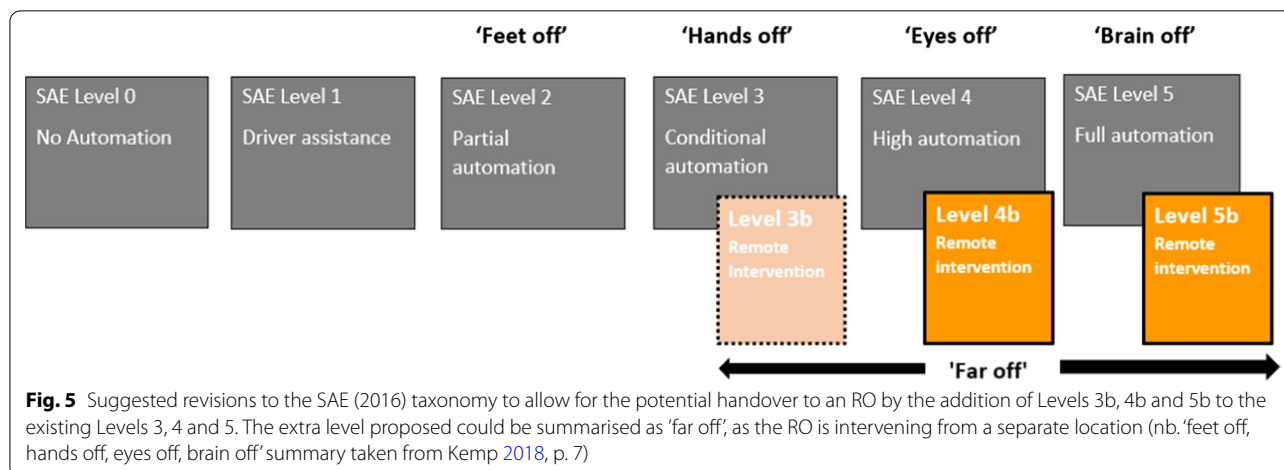 ‘Feet off’ ‘Hands off’ ‘Eyes off’ ‘Brain off’
SAE Level 0
No Automation
SAE Level 1
Driver assistance
SAE Level 2
Partial
automation
SAE Level 3
Conditional
automation
SAE Level 4
High automation
SAE Level 5
Full automation
Level 3b
Remote
Intervention
Level 4b
Remote
intervention
Level 5b
Remote
intervention
'Far off'
Fig. 5 Suggested revisions to the SAE (2016) taxonomy to allow for the potential handover to an RO by the addition of Levels 3b, 4b and 5b to the
existing Levels 3, 4 and 5. The extra level proposed could be summarised as ‘far off’, as the RO is intervening from a separate location (nb. ‘feet off,
hands off, eyes off, brain off’ summary taken from Kemp 2018, p. 7)